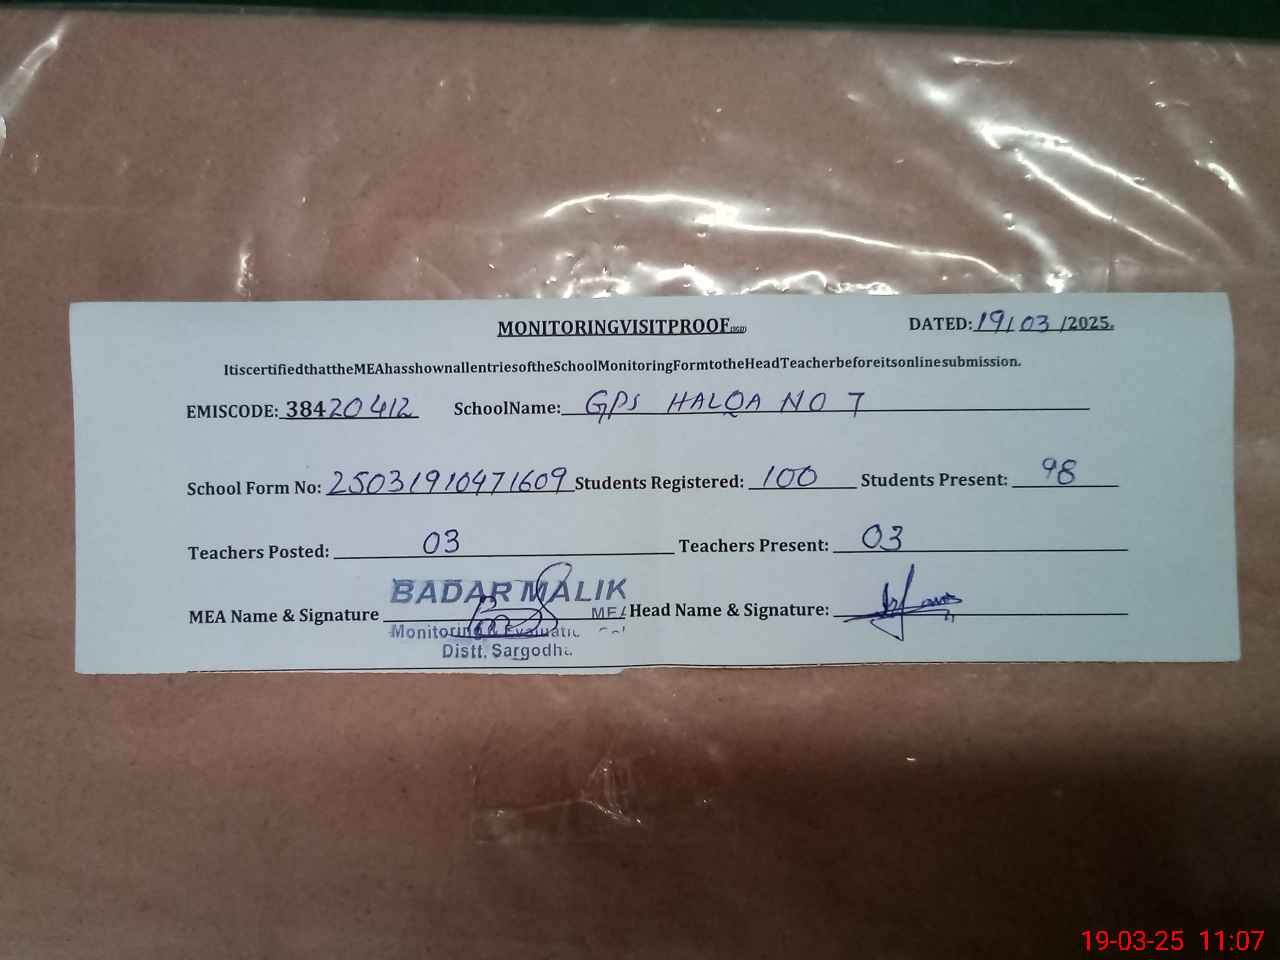 MONITORINGVISITPROOF
DATED: 19/03/2025.
ItiscertifiedthattheMEAhasshownallentriesoftheSchoolMonitoringFormtotheHeadTeacherbeforeitsonlinesubmission.
EMISCODE: 38420412 SchoolName: GPS HALQA NO 7
School Form No: 25031910471609 Students Registered: 100 Students Present: 98
Teachers Posted: 03 Teachers Present: 03
BADAR MALIK
MEA Name & Signature MEA Head Name & Signature:
Monitoring & Evaluatic
Distt. Sargodha
19-03-25 11:07